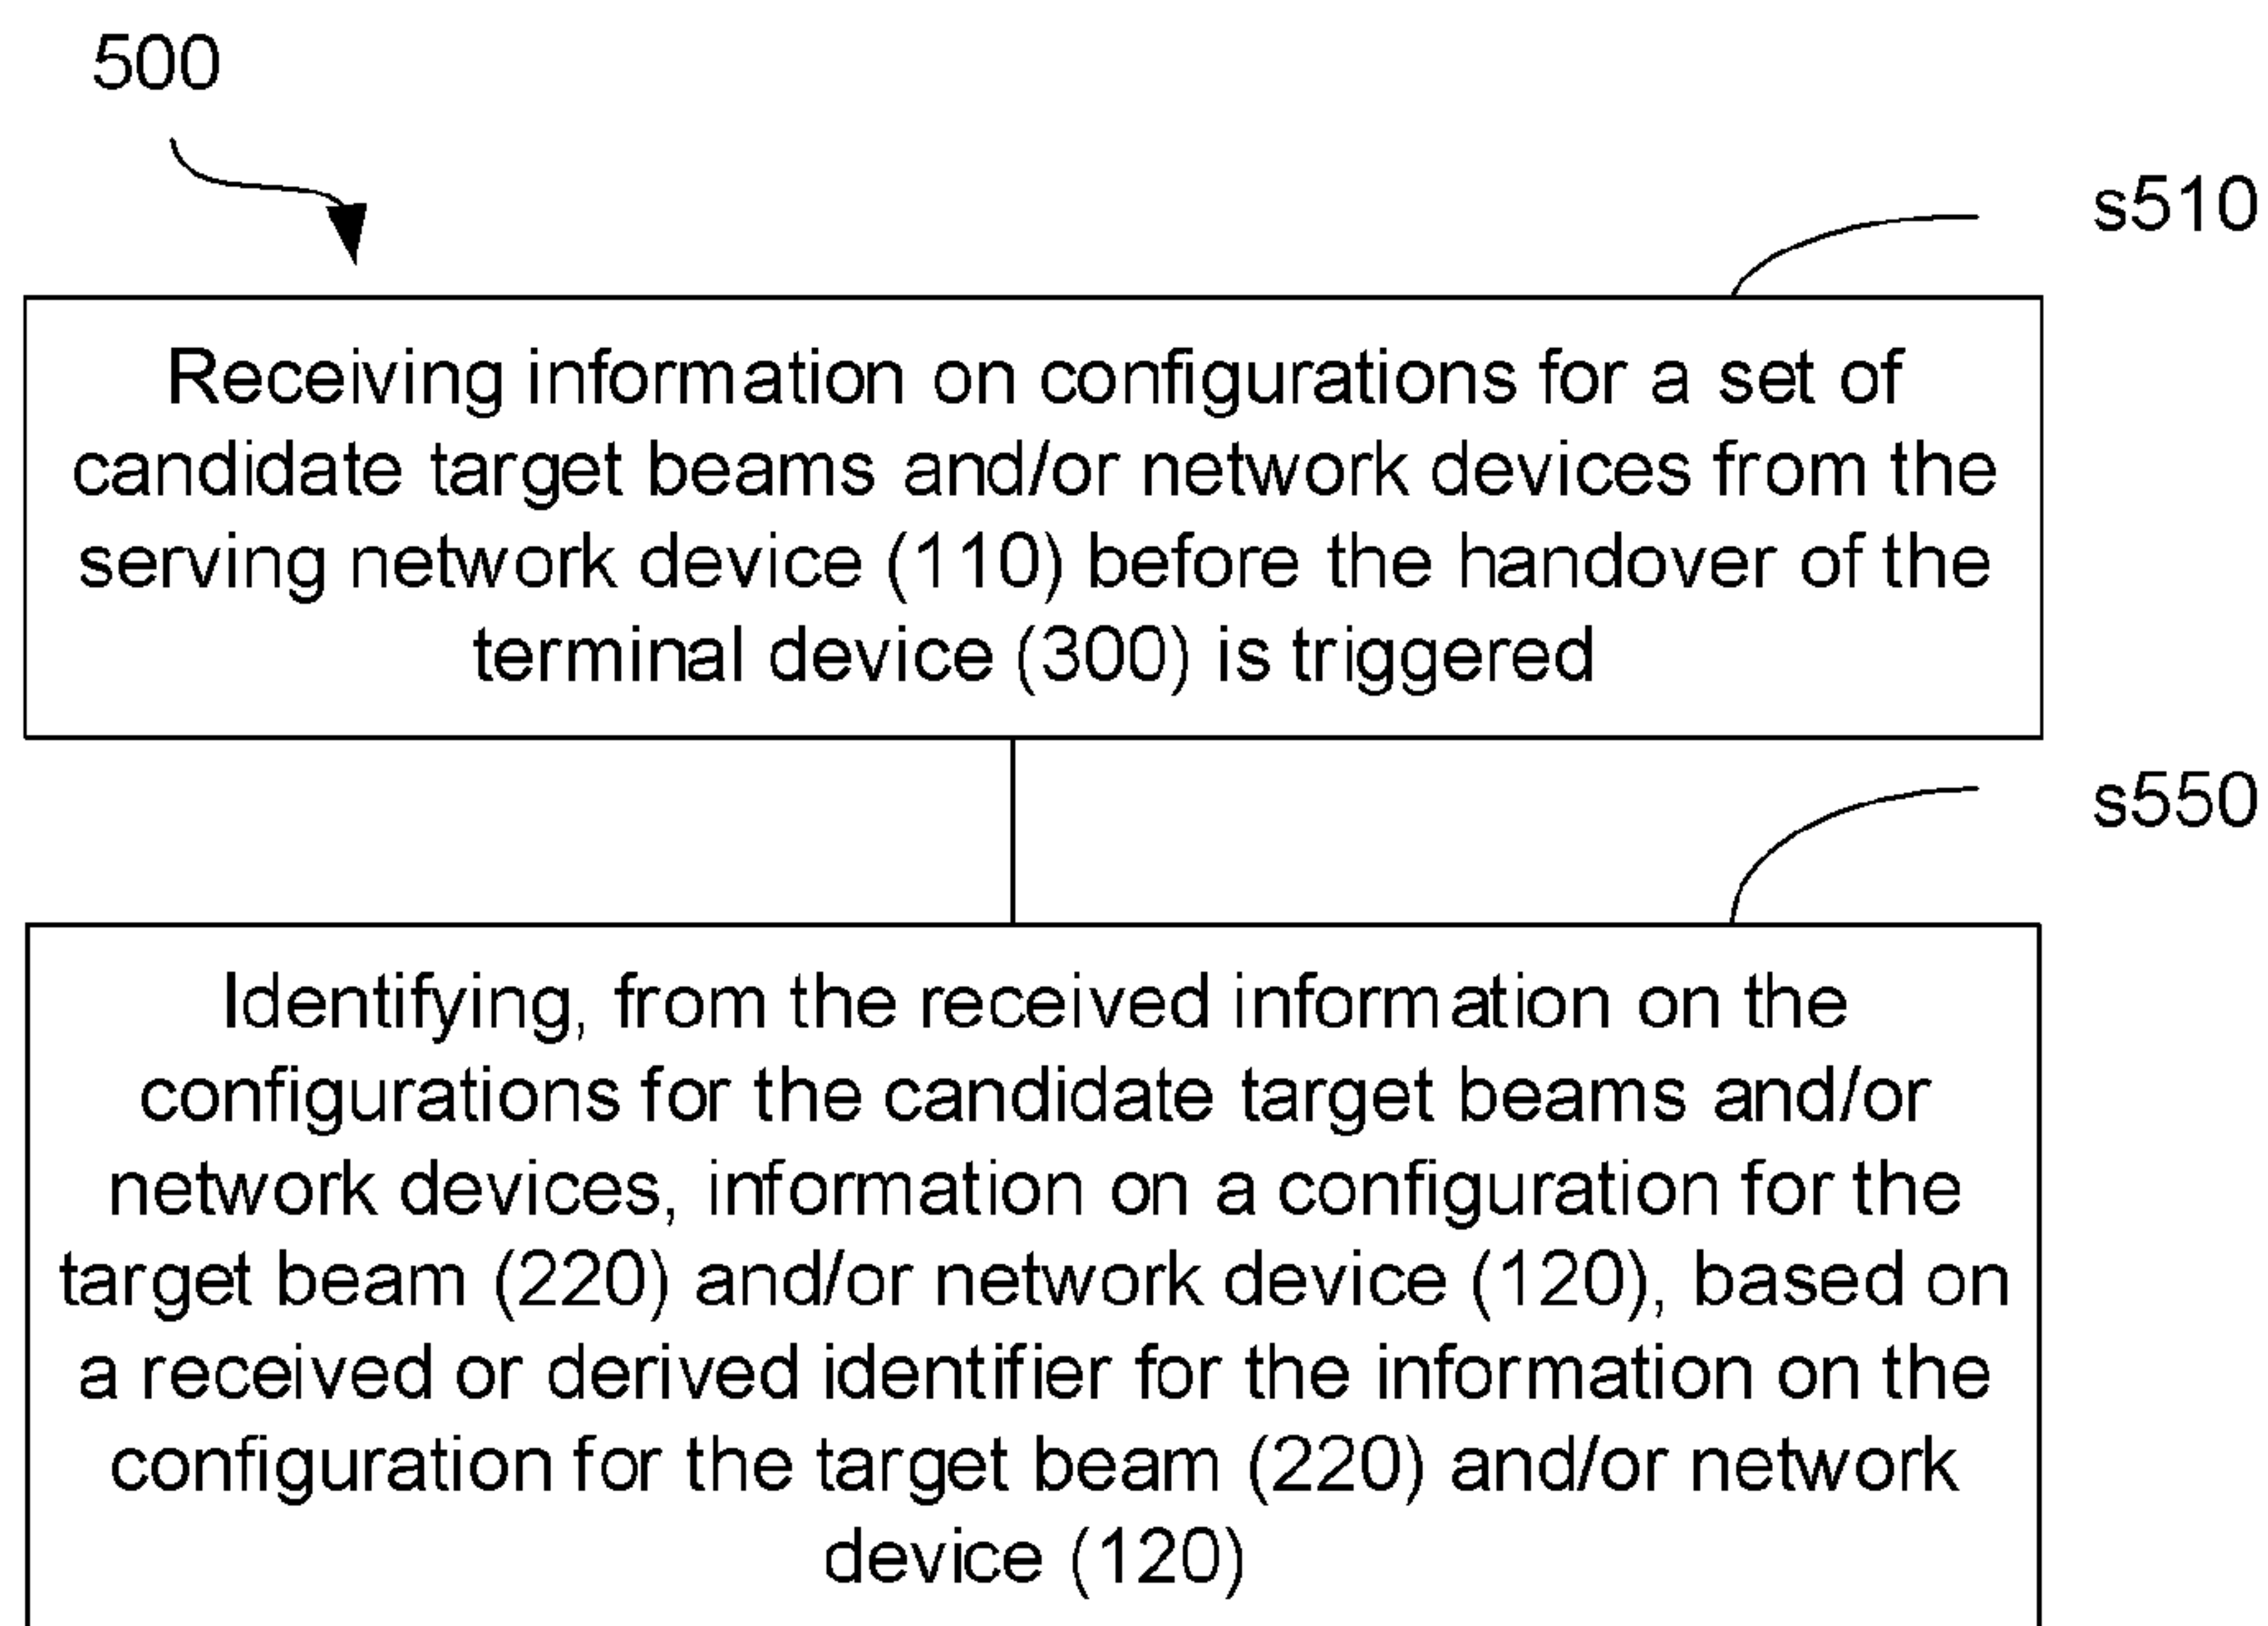 500
s510
Receiving information on configurations for a set of
candidate target beams and/or network devices from the
serving network device (110) before the handover of the
terminal device (300) is triggered
s550
Identifying, from the received information on the
configurations for the candidate target beams and/or
network devices, information on a configuration for the
target beam (220) and/or network device (120), based on
a received or derived identifier for the information on the
configuration for the target beam (220) and/or network
device (120)